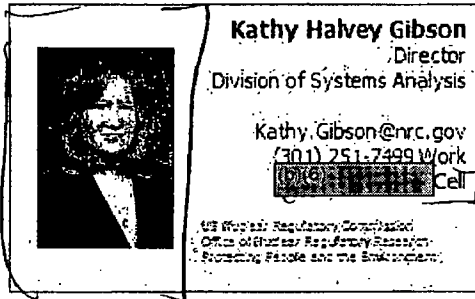 Kathy Halvey Gibson
Director
Division of Systems Analysis
Kathy.Gibson@nrc.gov
(301) 251-7499 Work
(b)(6) Cell
US Nuclear Regulatory Commission
Office of Nuclear Regulatory Research
Protecting People and the Environment